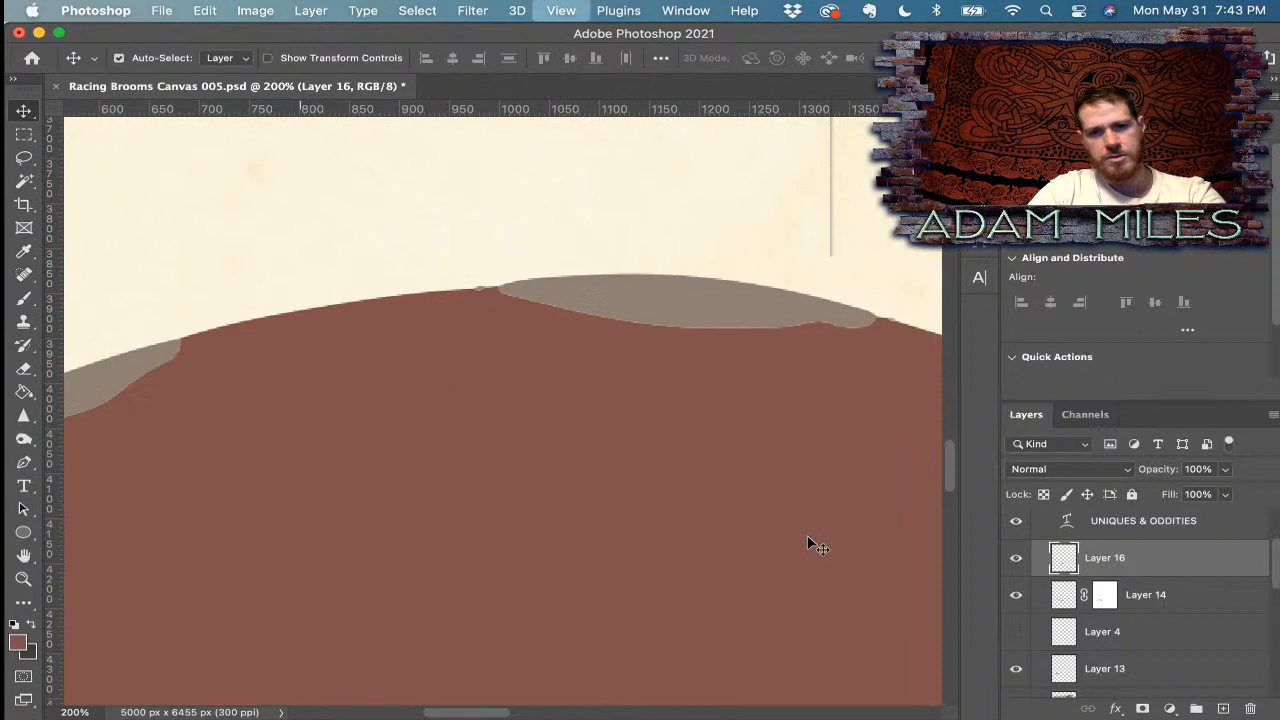 Photoshop File Edit Image Layer Type Select Filter 3D View Plugins Window Help Mon May 31 7:43 PM
Adobe Photoshop 2021
Auto-Select: Layer Show Transform Controls 3D Mode:
Racing Brooms Canvas 005.psd @ 200% (Layer 16, RGB/8) *
600 650 700 750 800 850 900 950 1000 1050 1100 1150 1200 1250 1300 1350
ADAM MILES
Align and Distribute
A|
Align:
Quick Actions
Layers Channels
Kind
Normal Opacity: 100%
Lock: Fill: 100%
UNIQUES & ODDITIES
Layer 16
Layer 14
Layer 4
Layer 13
200% 5000 px x 6455 px (300 ppi)
fx